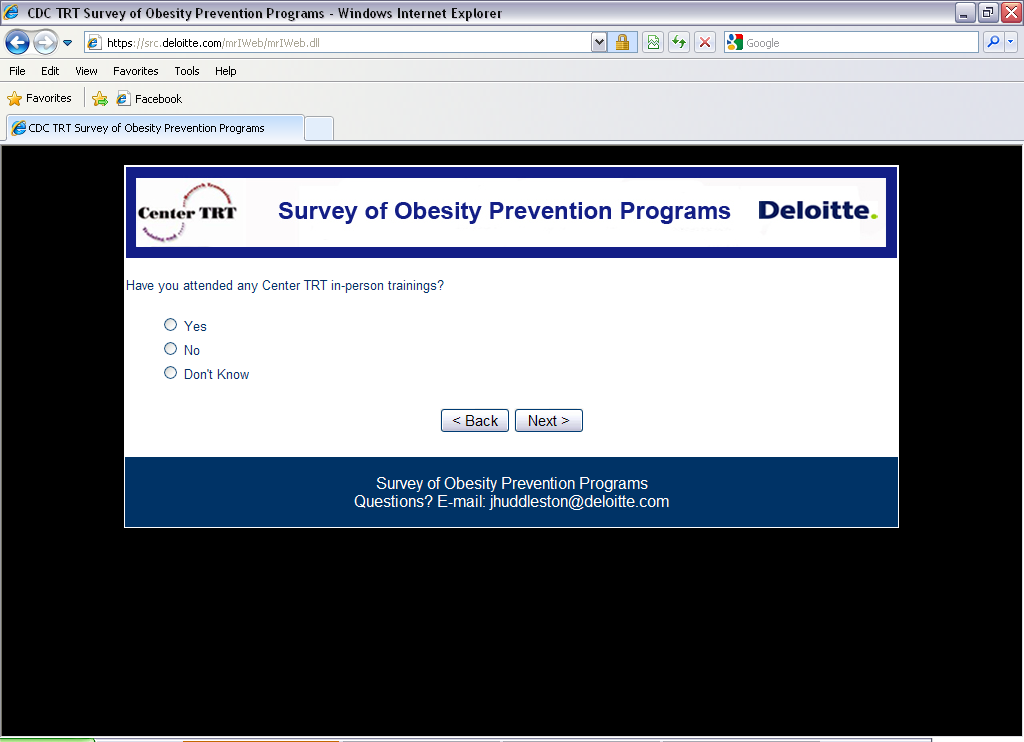 CDC TRT Survey of Obesity Prevention Programs - Windows Internet Explorer
https://src.deloitte.com/mrIWeb/mrIWeb.dll
Google
File Edit View Favorites Tools Help
Favorites Facebook
CDC TRT Survey of Obesity Prevention Programs
Center TRT
Survey of Obesity Prevention Programs
Deloitte.
Have you attended any Center TRT in-person trainings?
Yes
No
Don't Know
< Back Next >
Survey of Obesity Prevention Programs
Questions? E-mail: jhuddleston@deloitte.com